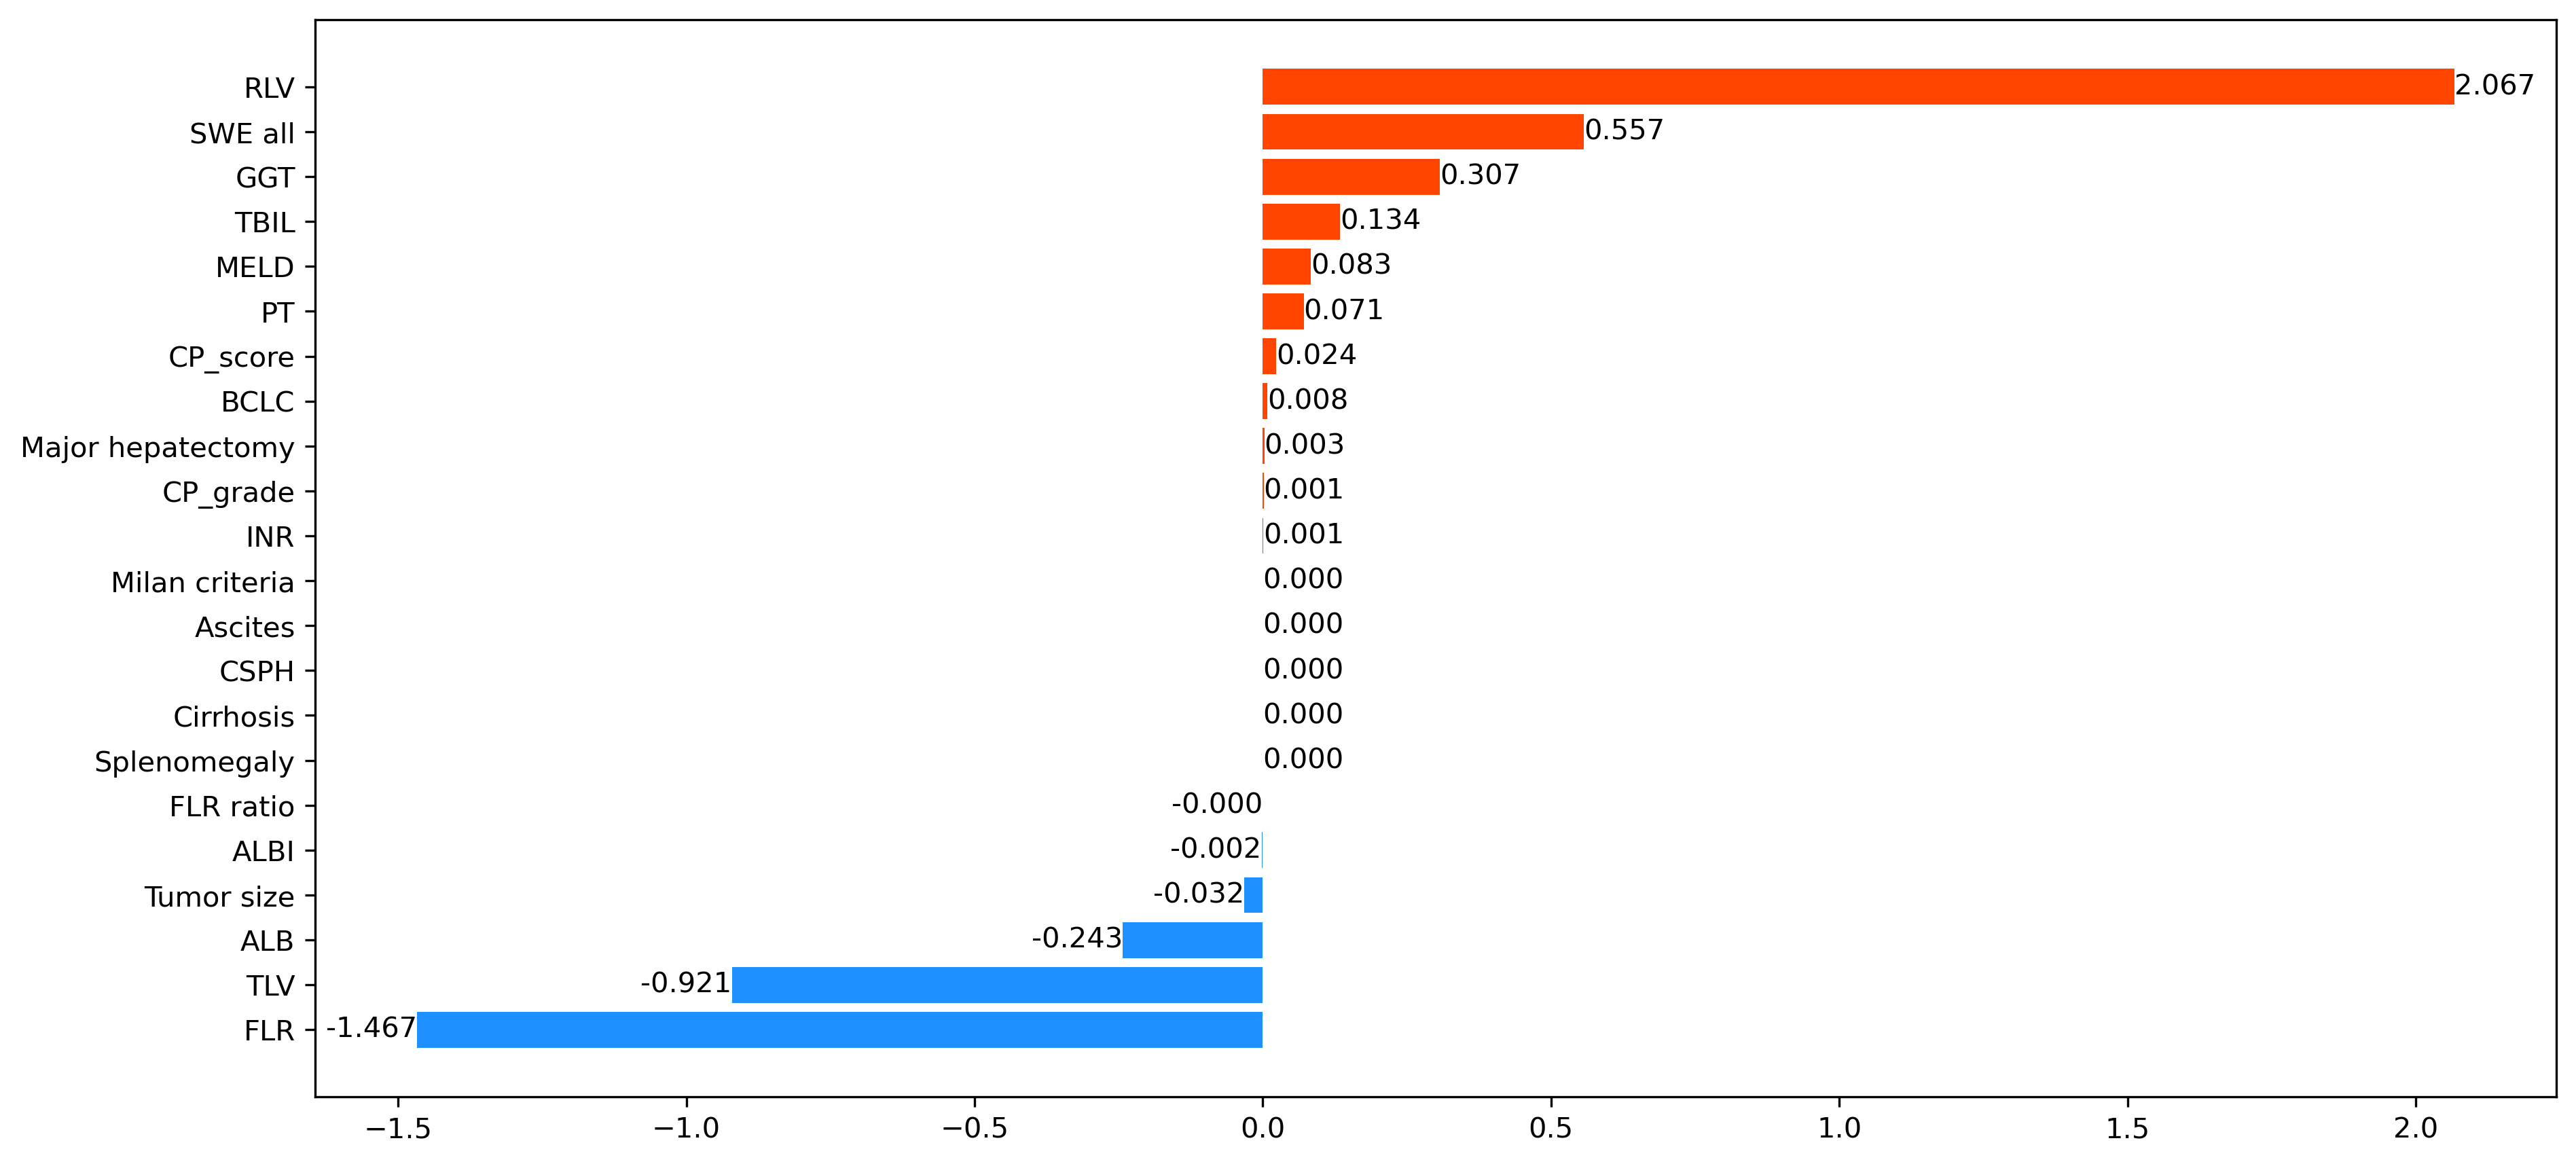 RLV 2.067
SWE all 0.557
GGT 0.307
TBIL 0.134
MELD 0.083
PT 0.071
CP_score 0.024
BCLC 0.008
Major hepatectomy 0.003
CP_grade 0.001
INR 0.001
Milan criteria 0.000
Ascites 0.000
CSPH 0.000
Cirrhosis 0.000
Splenomegaly 0.000
FLR ratio -0.000
ALBI -0.002
Tumor size -0.032
ALB -0.243
TLV -0.921
FLR -1.467
−1.5 −1.0 −0.5 0.0 0.5 1.0 1.5 2.0